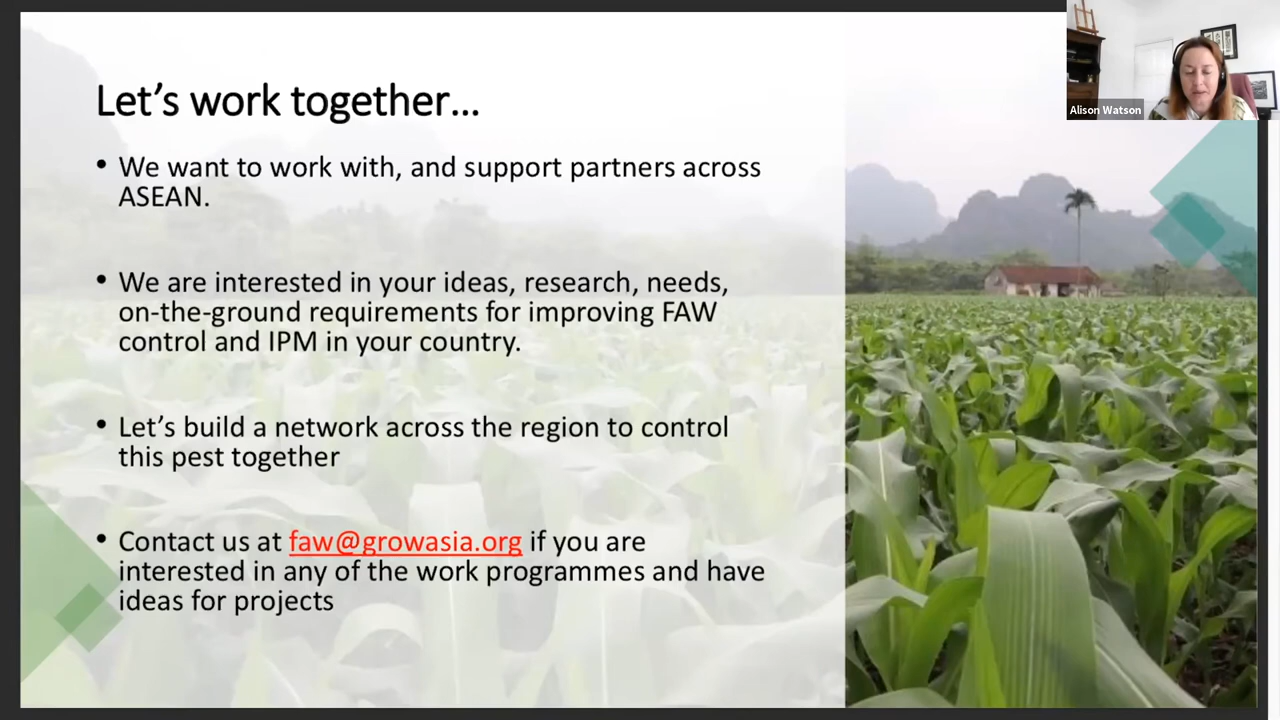 Let's work together...
• We want to work with, and support partners across
ASEAN.
• We are interested in your ideas, research, needs,
on-the-ground requirements for improving FAW
control and IPM in your country.
• Let's build a network across the region to control
this pest together
• Contact us at faw@growasia.org if you are
interested in any of the work programmes and have
ideas for projects
Alison Watson